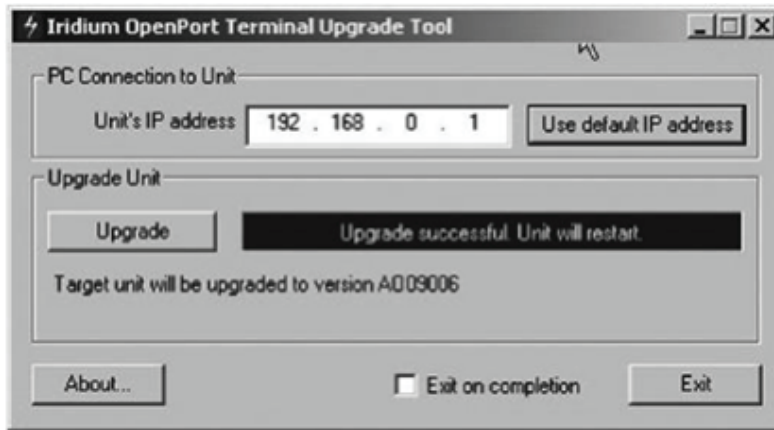 Iridium OpenPort Terminal Upgrade Tool
PC Connection to Unit
Unit's IP address 192 . 168 . 0 . 1 Use default IP address
Upgrade Unit
Upgrade Upgrade successful. Unit will restart.
Target unit will be upgraded to version A009006
About... Exit on completion Exit